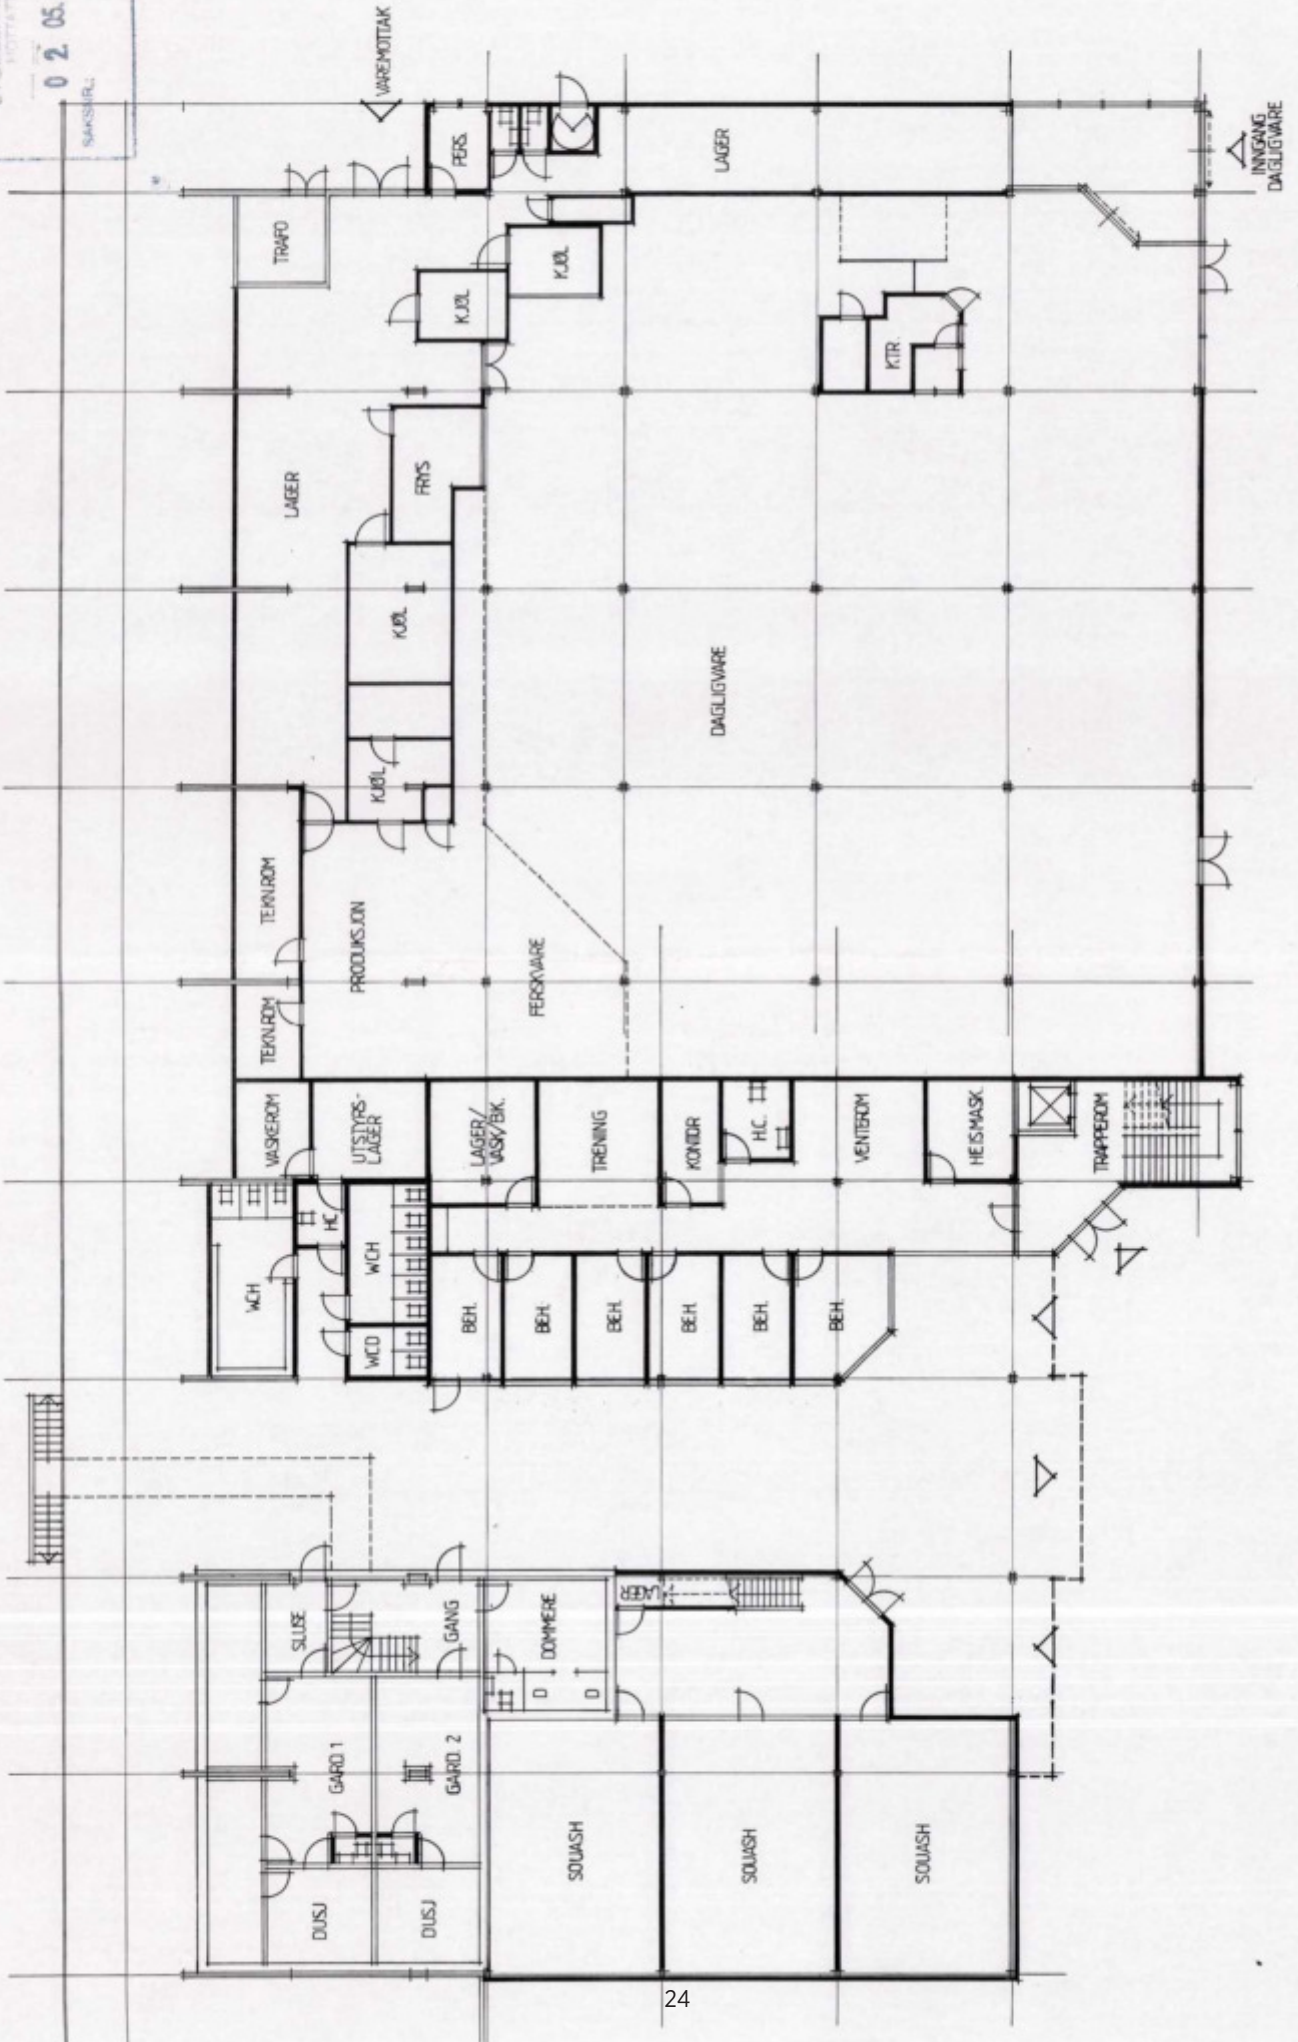 MOTTAT
0 2. 05.
SAKSNR.:
VAREMOTTAK
PERS.
LAGER
INNGANG
DAGLIGVARE
TRAFO
KJØL
KJØL
KTR.
LAGER
FRYS
KJØL
DAGLIGVARE
KJØL
TEKN.ROM
PRODUKSJON
FERSKVARE
TEKN.ROM
VASKEROM
UTSTYRS-
LAGER
LAGER/
VASK/BK.
TRENING
KONTOR
H.C.
VENTEROM
HEISMASK.
TRAPPEROM
WCH
HC
WCH
WCD
BEH.
BEH.
BEH.
BEH.
BEH.
BEH.
SLUSE
GANG
DOMMERE
LAGER
D
D
GARD. 1
GARD. 2
DUSJ
DUSJ
SQUASH
SQUASH
SQUASH
24